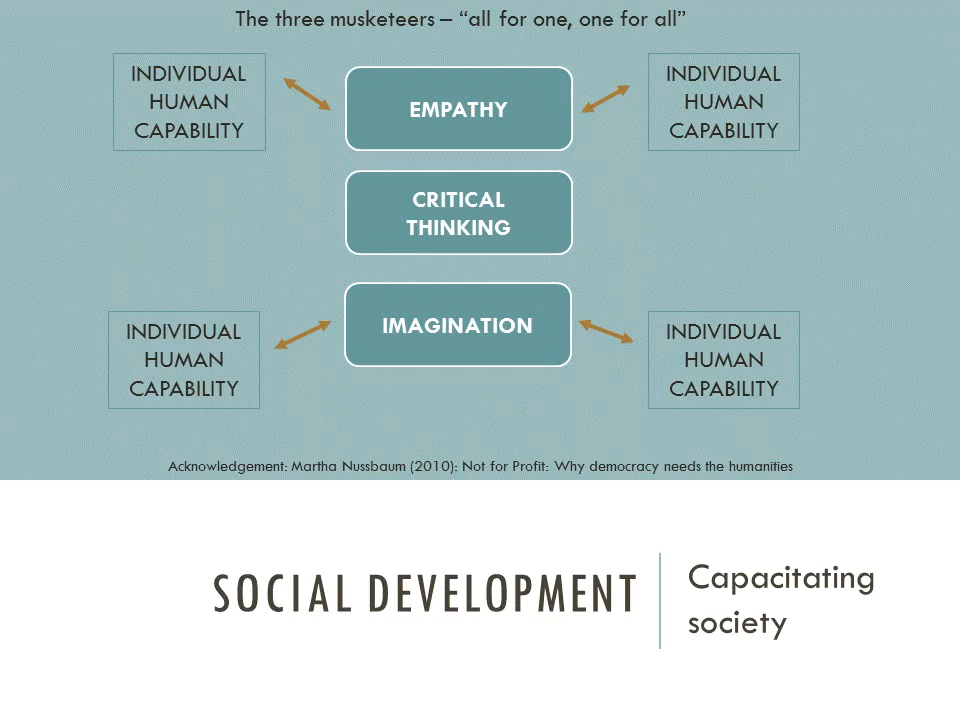 The three musketeers – “all for one, one for all”
INDIVIDUAL
HUMAN
CAPABILITY
EMPATHY
INDIVIDUAL
HUMAN
CAPABILITY
CRITICAL
THINKING
INDIVIDUAL
HUMAN
CAPABILITY
IMAGINATION
INDIVIDUAL
HUMAN
CAPABILITY
Acknowledgement: Martha Nussbaum (2010): Not for Profit: Why democracy needs the humanities
SOCIAL DEVELOPMENT
Capacitating
society